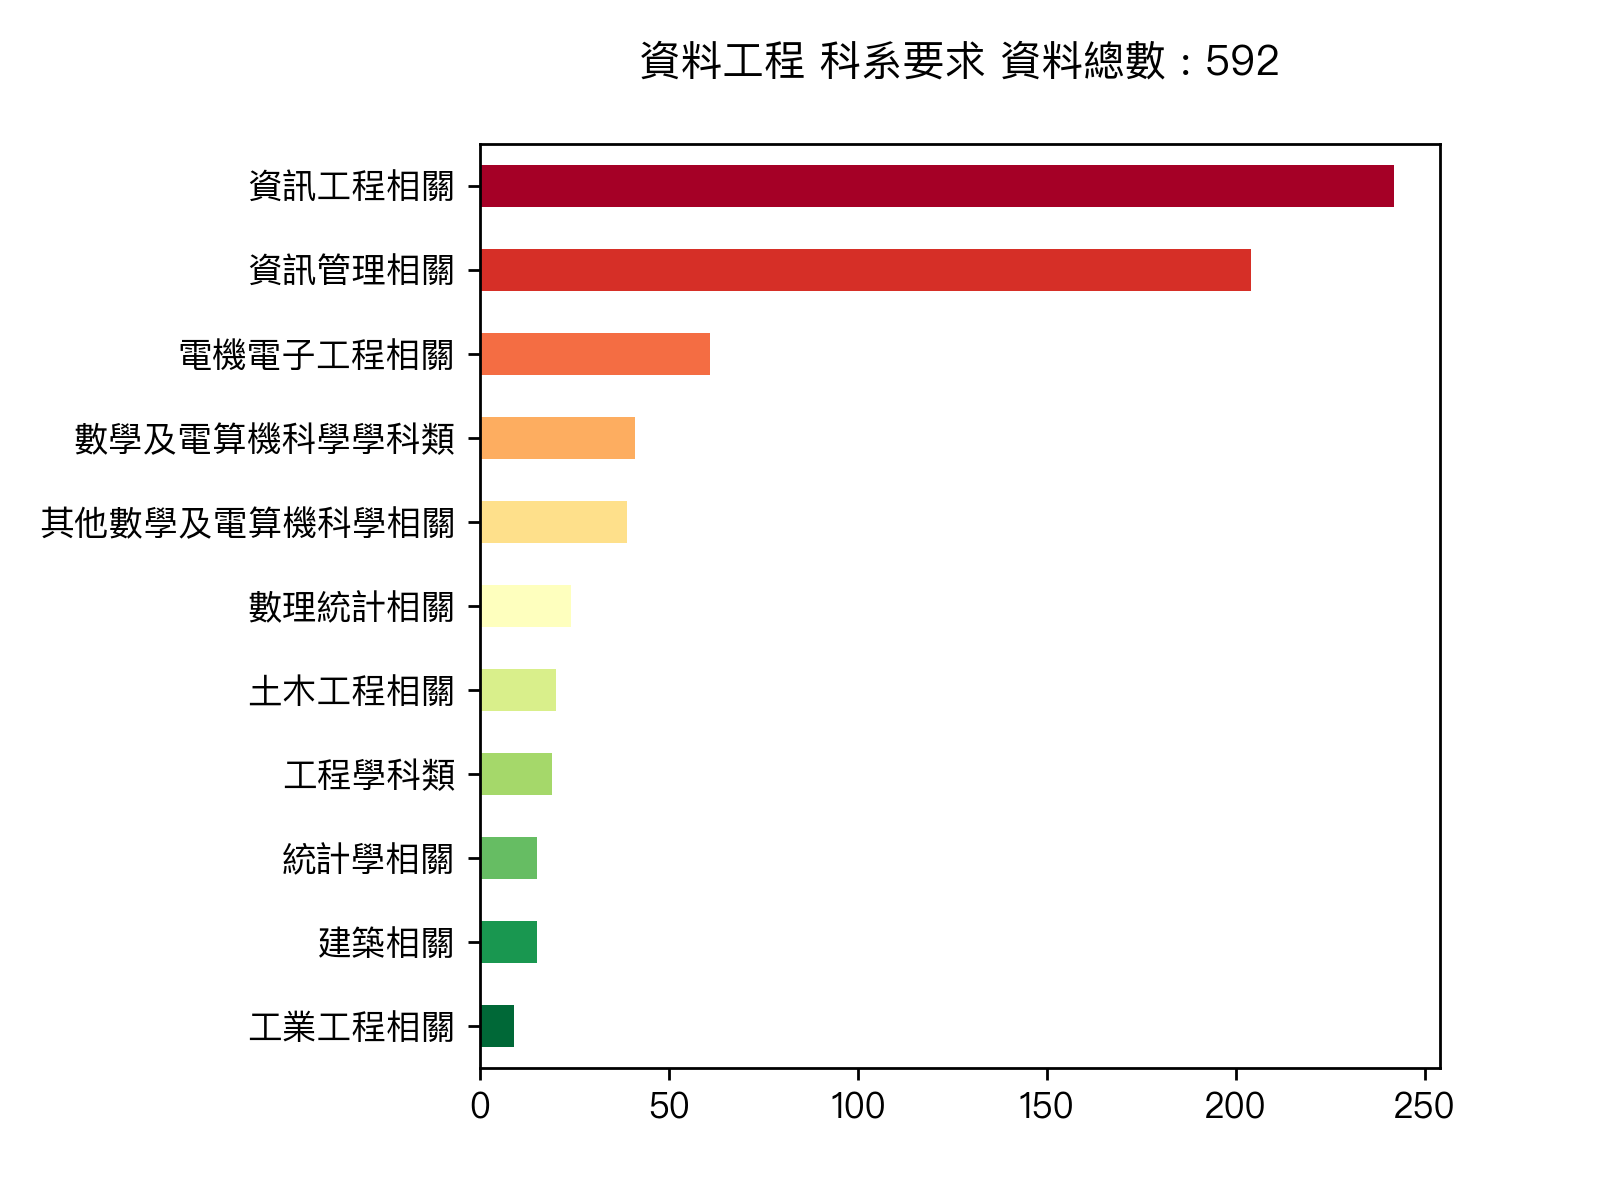 資料工程 科系要求 資料總數 : 592
資訊工程相關
資訊管理相關
電機電子工程相關
數學及電算機科學學科類
其他數學及電算機科學相關
數理統計相關
土木工程相關
工程學科類
統計學相關
建築相關
工業工程相關
0 50 100 150 200 250